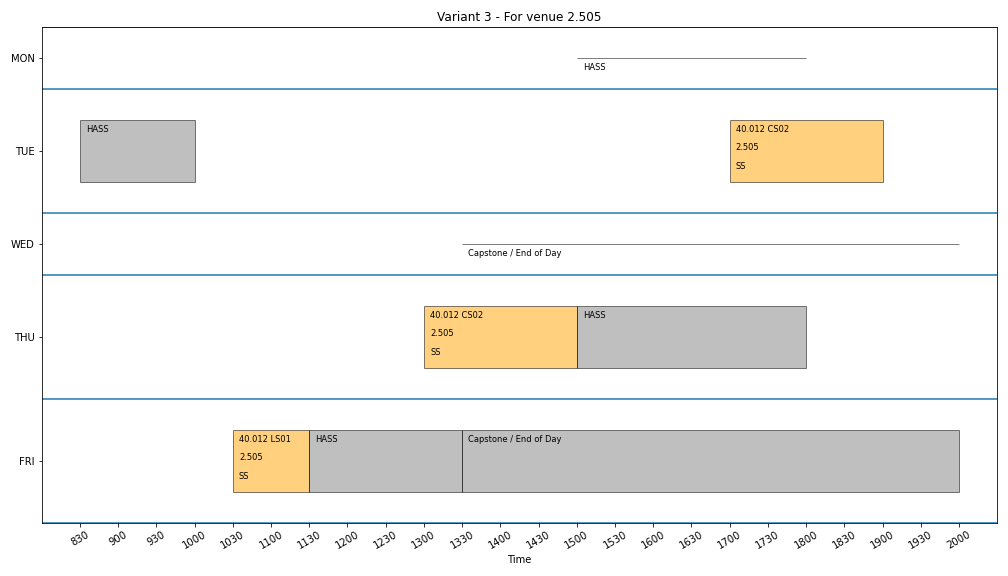 Variant 3 - For venue 2.505
MON
HASS
TUE
HASS
40.012 CS02
2.505
SS
WED
Capstone / End of Day
THU
40.012 CS02
2.505
SS
HASS
FRI
40.012 LS01
2.505
SS
HASS
Capstone / End of Day
830 900 930 1000 1030 1100 1130 1200 1230 1300 1330 1400 1430 1500 1530 1600 1630 1700 1730 1800 1830 1900 1930 2000
Time